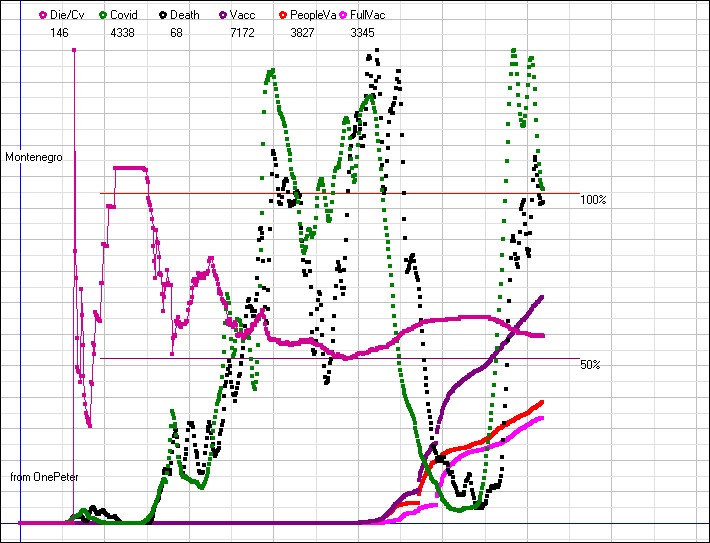 Die/Cv Covid Death Vacc PeopleVa FullVac
146 4338 68 7172 3827 3345
Montenegro
100%
50%
from OnePeter